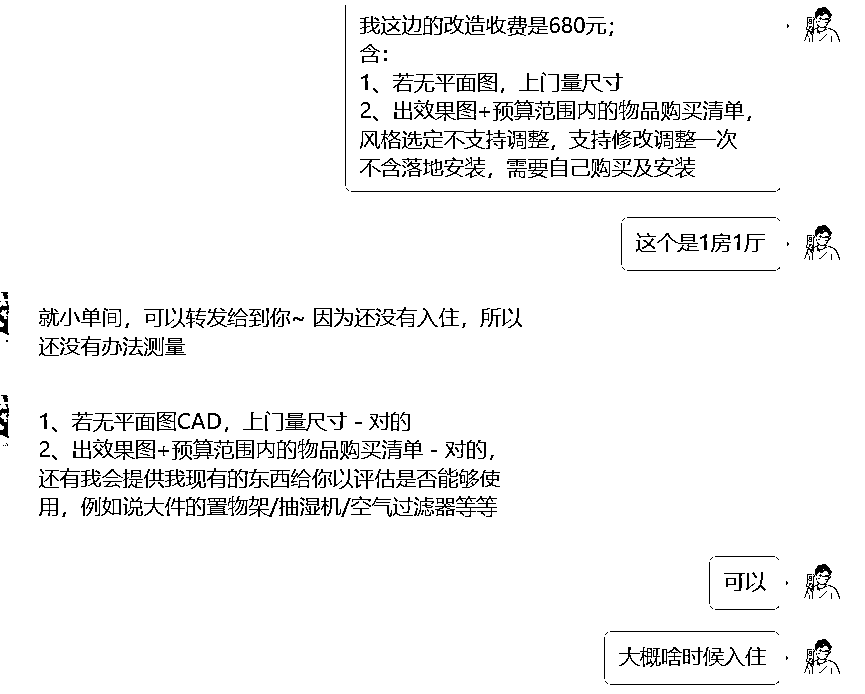 我这边的改造收费是680元；
含：
1、若无平面图，上门量尺寸
2、出效果图+预算范围内的物品购买清单，
风格选定不支持调整，支持修改调整一次
不含落地安装，需要自己购买及安装
这个是1房1厅
就小单间，可以转发给到你~ 因为还没有入住，所以
还没有办法测量
1、若无平面图CAD，上门量尺寸 - 对的
2、出效果图+预算范围内的物品购买清单 - 对的，
还有我会提供我现有的东西给你以评估是否能够使
用，例如说大件的置物架/抽湿机/空气过滤器等等
可以
大概啥时候入住